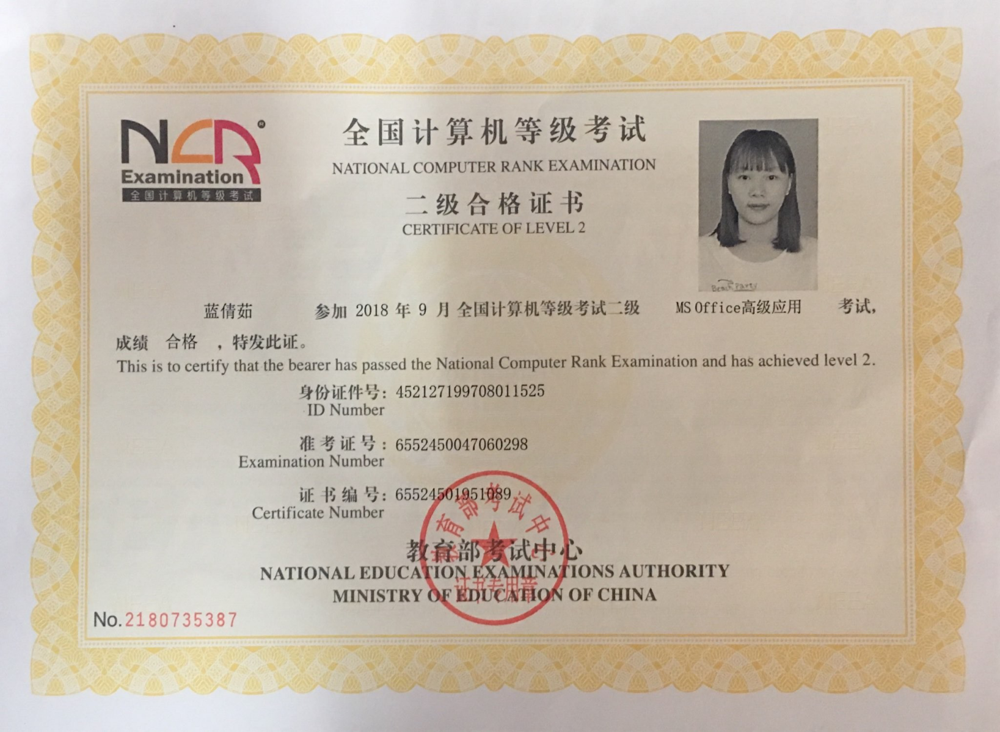 NCR
Examination
全国计算机等级考试
全国计算机等级考试
NATIONAL COMPUTER RANK EXAMINATION
二级合格证书
CERTIFICATE OF LEVEL 2
Beach Party
蓝倩茹 参加 2018 年 9 月 全国计算机等级考试二级 MS Office高级应用 考试，
成绩 合格 ，特发此证。
This is to certify that the bearer has passed the National Computer Rank Examination and has achieved level 2.
身份证件号：452127199708011525
ID Number
准考证号：6552450047060298
Examination Number
证书编号：65524501951089
Certificate Number
教育部考试中心
教育部考试中心
NATIONAL EDUCATION EXAMINATIONS AUTHORITY
证书专用章
MINISTRY OF EDUCATION OF CHINA
No.2180735387